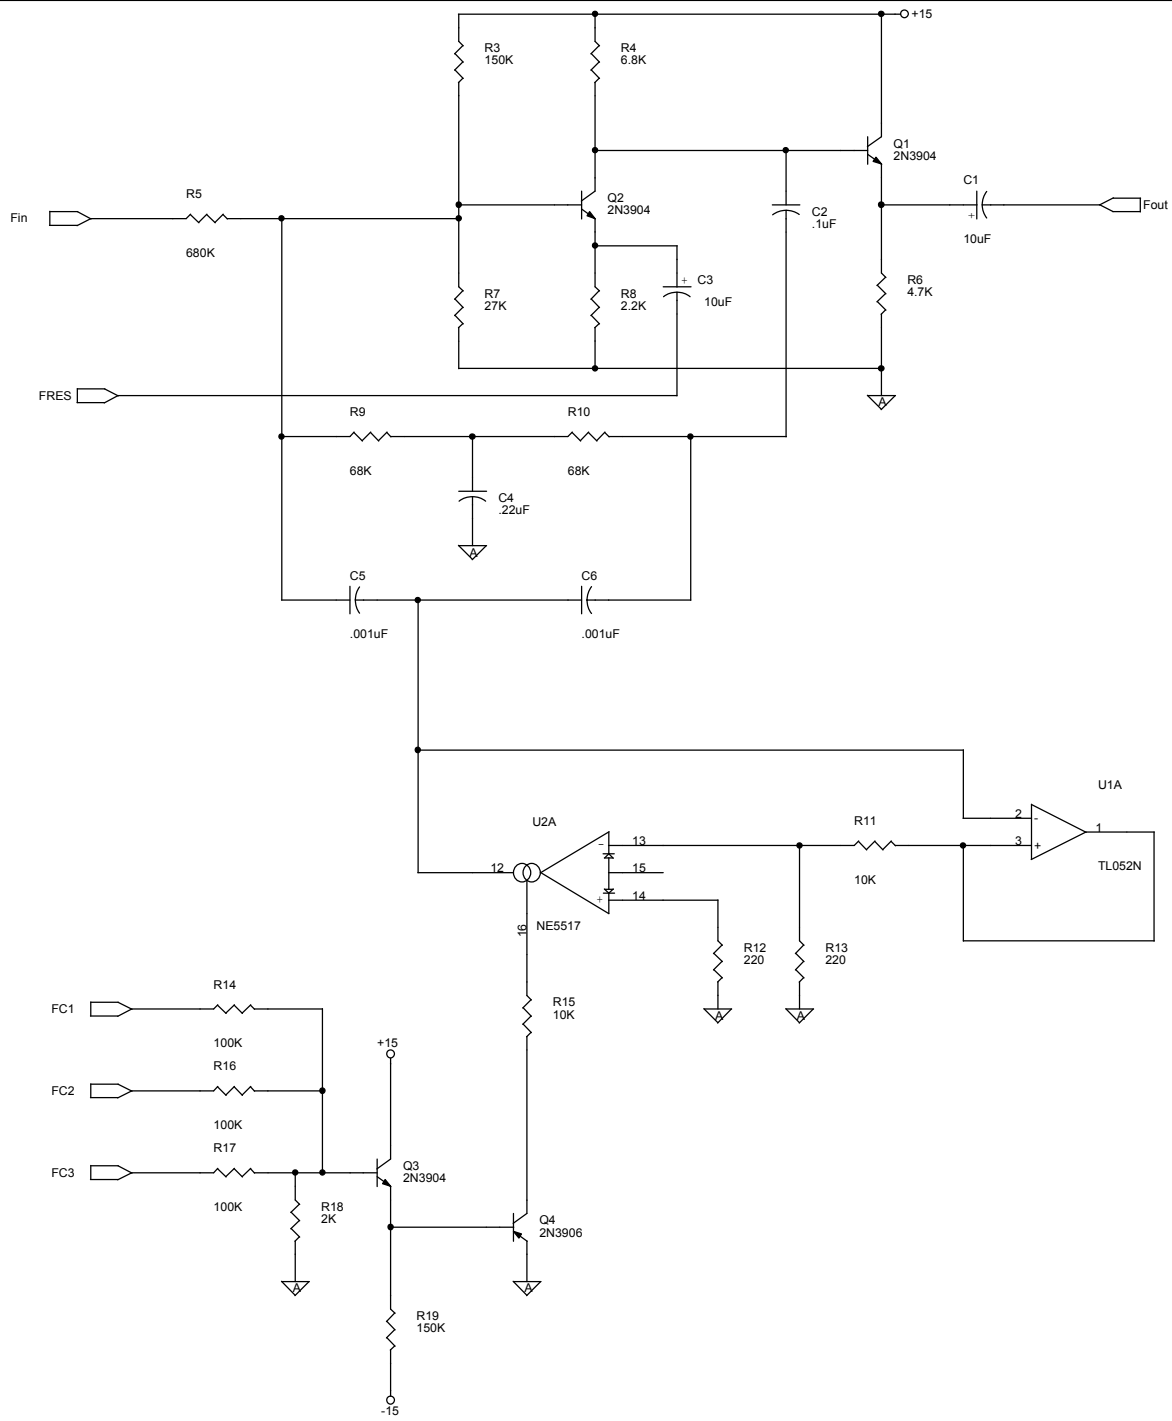 +15
R3
150K
R4
6.8K
Q1
2N3904
R5
680K
Fin
Q2
2N3904
C1
+
10uF
Fout
C2
.1uF
R7
27K
R8
2.2K
+
C3
10uF
R6
4.7K
A
FRES
R9
68K
R10
68K
C4
.22uF
A
C5
.001uF
C6
.001uF
U1A
2
-
3
+
1
TL052N
U2A
R11
10K
12
-
13
15
+
14
16
NE5517
R12
220
R13
220
A
A
R15
10K
R14
FC1
100K
+15
R16
FC2
100K
R17
FC3
100K
Q3
2N3904
R18
2K
Q4
2N3906
A
A
R19
150K
-15